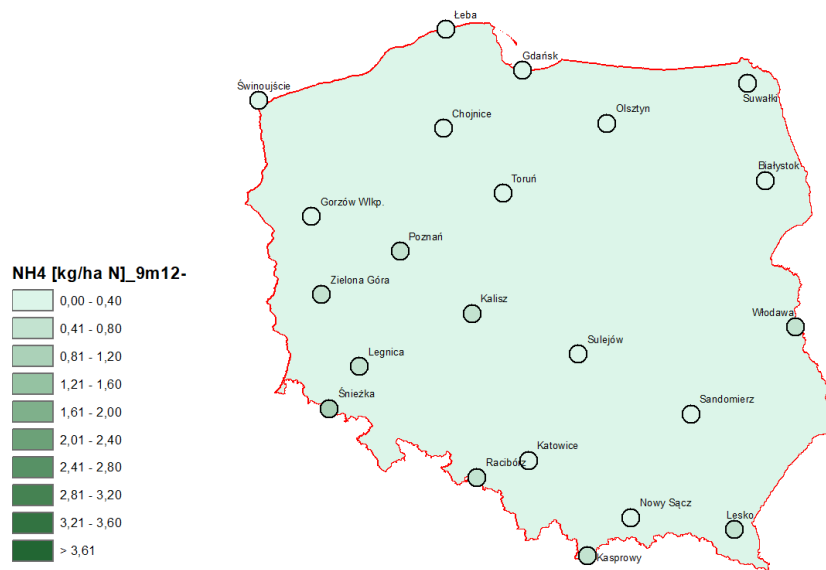 Łeba
Gdańsk
Świnoujście
Suwałki
Chojnice
Olsztyn
Białystok
Toruń
Gorzów Wlkp.
Poznań
NH4 [kg/ha N]_9m12-
Zielona Góra
0,00 - 0,40
Kalisz
0,41 - 0,80
Włodawa
0,81 - 1,20
Sulejów
Legnica
1,21 - 1,60
Śnieżka
Sandomierz
1,61 - 2,00
2,01 - 2,40
Katowice
Racibórz
2,41 - 2,80
2,81 - 3,20
Nowy Sącz
Lesko
3,21 - 3,60
> 3,61
Kasprowy